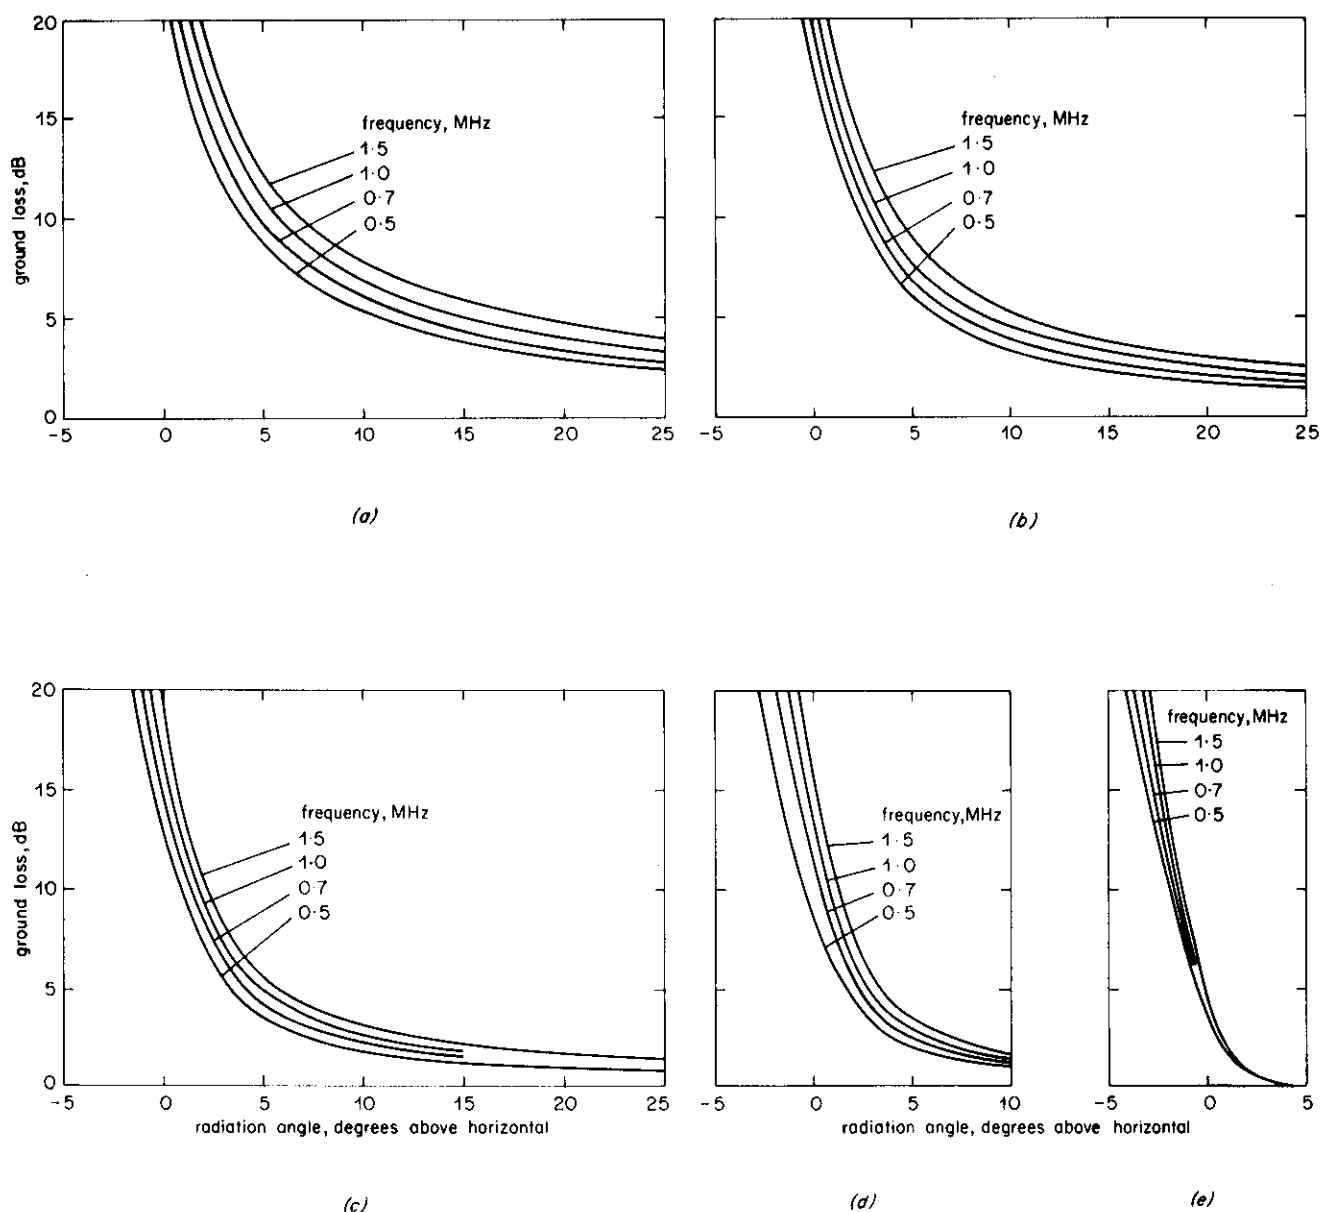 20
15
10
5
0
ground loss, dB
frequency, MHz
1·5
1·0
0·7
0·5
-5 0 5 10 15 20 25
(a)
frequency, MHz
1·5
1·0
0·7
0·5
-5 0 5 10 15 20 25
(b)
20
15
10
5
0
ground loss, dB
frequency, MHz
1·5
1·0
0·7
0·5
-5 0 5 10 15 20 25
radiation angle, degrees above horizontal
(c)
frequency, MHz
1·5
1·0
0·7
0·5
-5 0 5 10
(d)
frequency, MHz
1·5
1·0
0·7
0·5
-5 0 5
radiation angle, degrees above horizontal
(e)